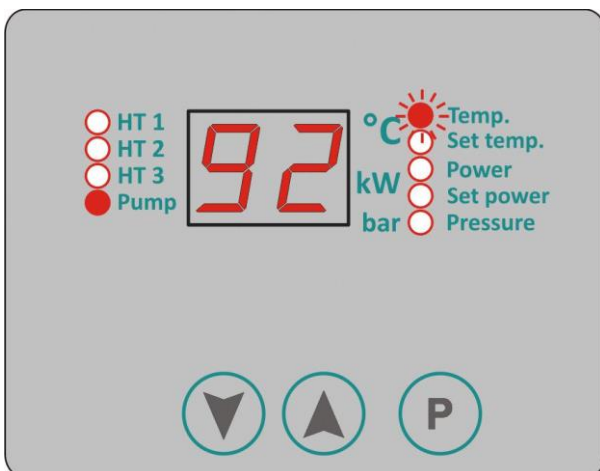 HT 1
HT 2
HT 3
Pump
92
°C
kW
bar
Temp.
Set temp.
Power
Set power
Pressure
P